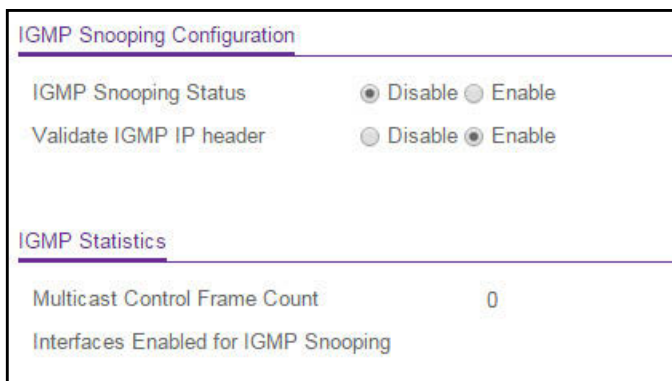 IGMP Snooping Configuration
IGMP Snooping Status Disable Enable
Validate IGMP IP header Disable Enable
IGMP Statistics
Multicast Control Frame Count 0
Interfaces Enabled for IGMP Snooping